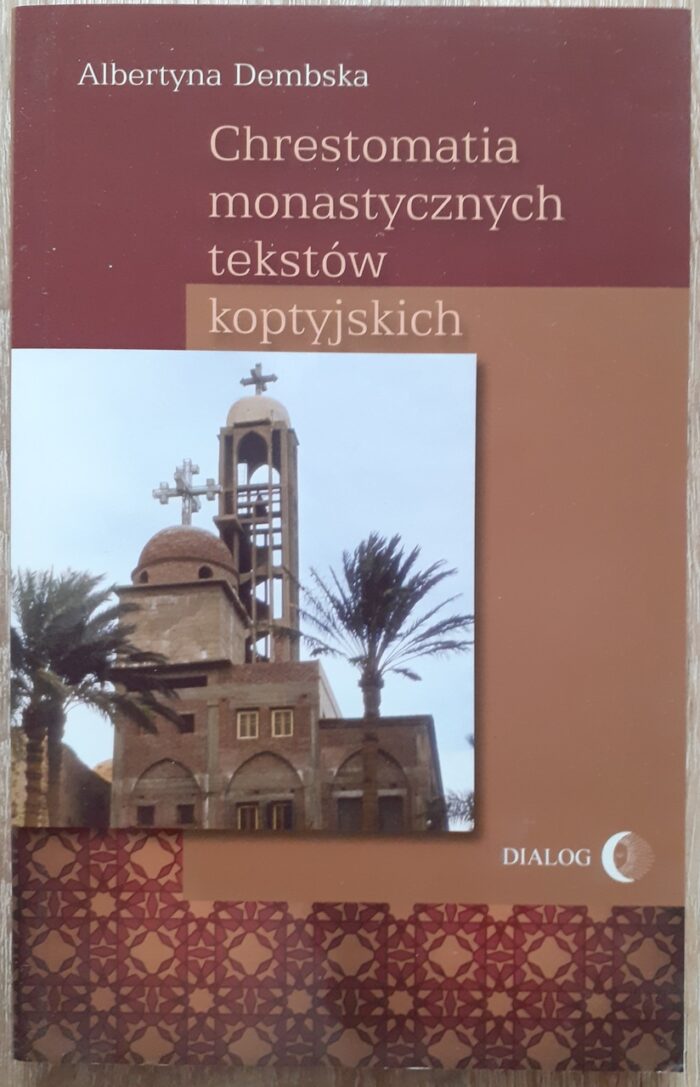 Albertyna Dembska
Chrestomatia
monastycznych
tekstów
koptyjskich
DIALOG